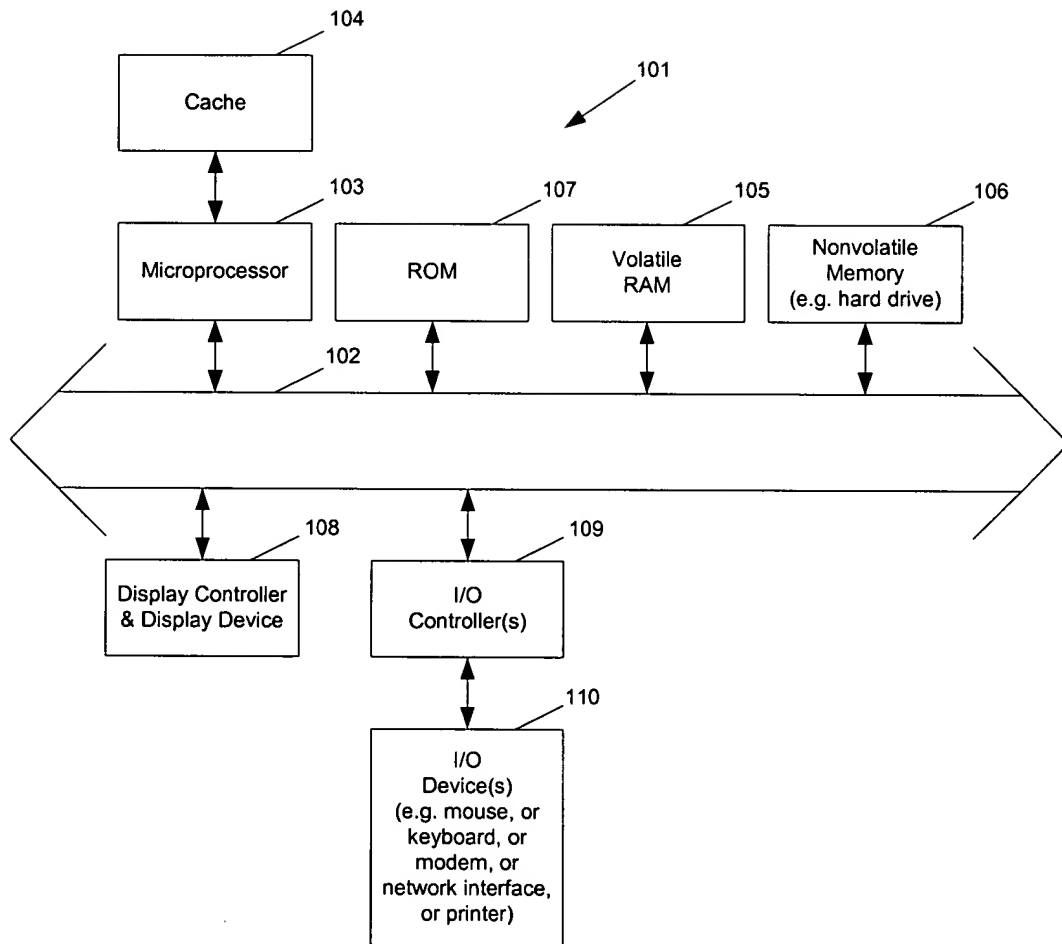 104
Cache
101
103
107
105
106
Microprocessor
ROM
Volatile
RAM
Nonvolatile
Memory
(e.g. hard drive)
102
108
109
Display Controller
& Display Device
I/O
Controller(s)
110
I/O
Device(s)
(e.g. mouse, or
keyboard, or
modem, or
network interface,
or printer)